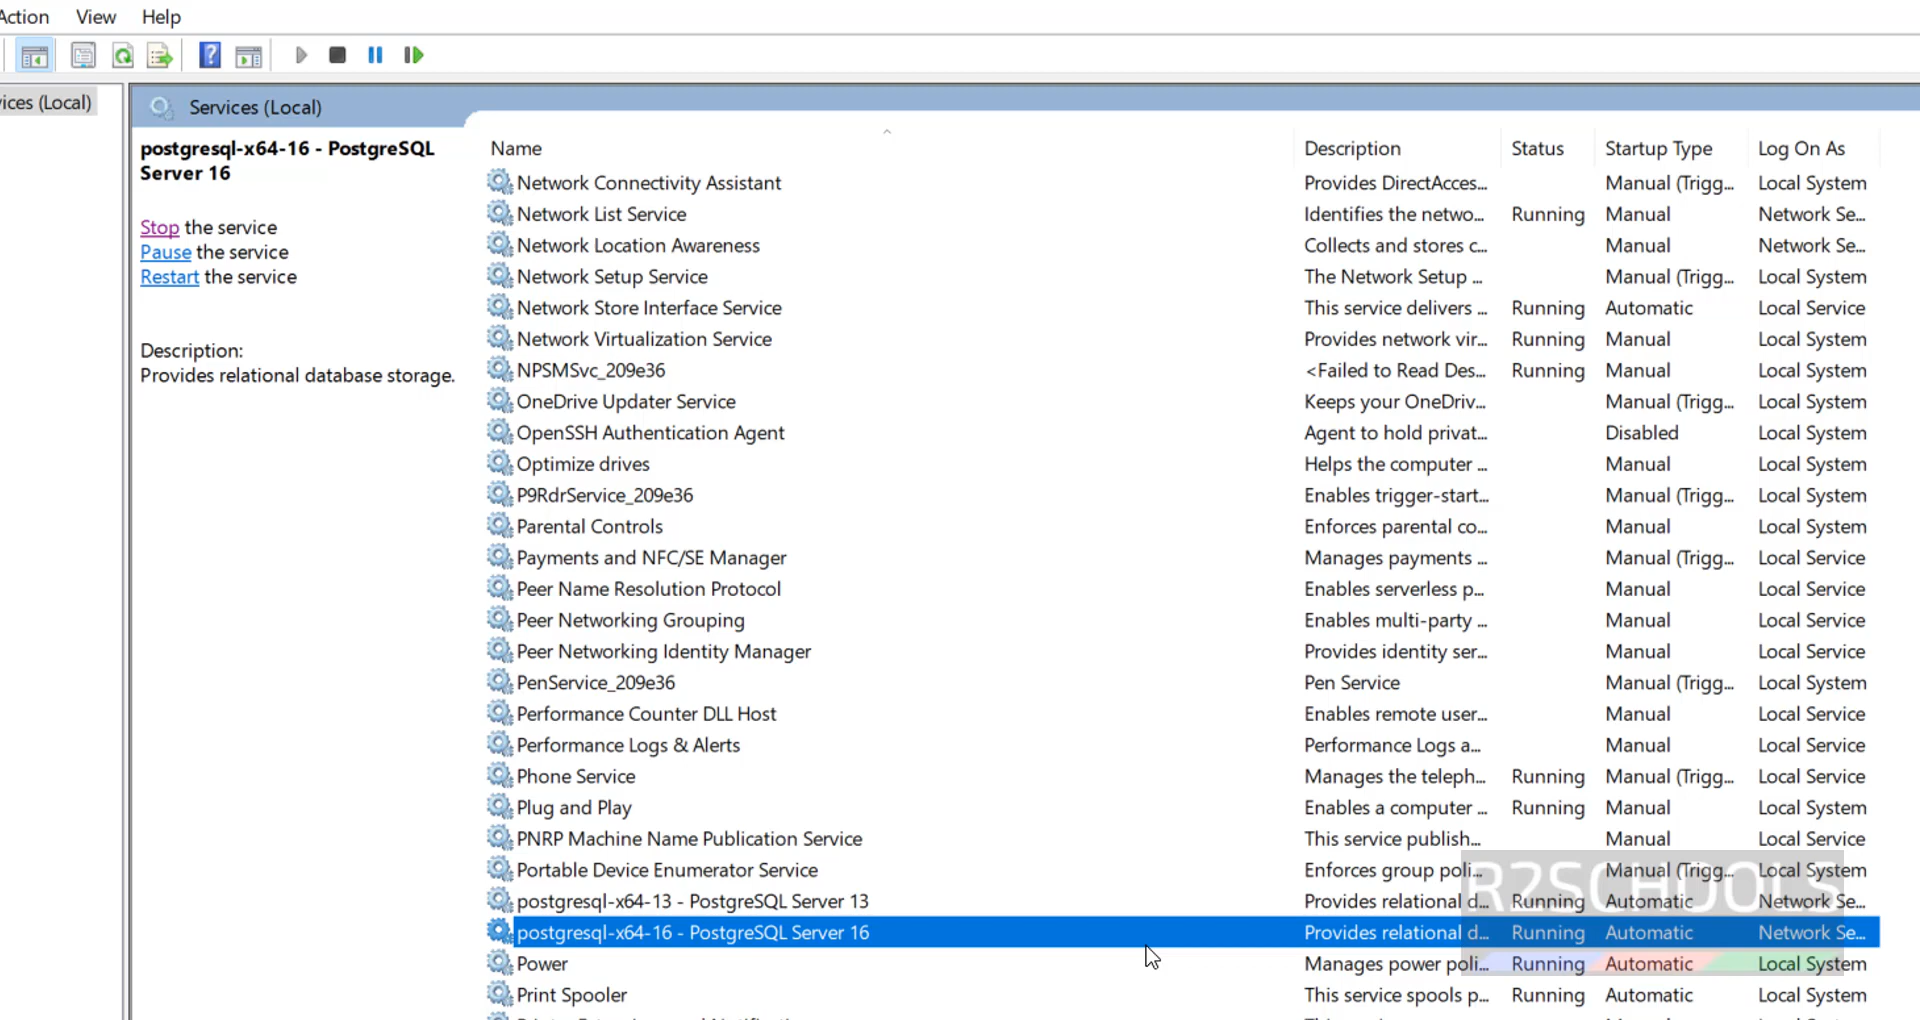 Action View Help
ices (Local)
Services (Local)
postgresql-x64-16 - PostgreSQL
Server 16
Stop the service
Pause the service
Restart the service
Description:
Provides relational database storage.
Name Description Status Startup Type Log On As
Network Connectivity Assistant Provides DirectAcces... Manual (Trigg... Local System
Network List Service Identifies the netwo... Running Manual Network Se...
Network Location Awareness Collects and stores c... Manual Network Se...
Network Setup Service The Network Setup ... Manual (Trigg... Local System
Network Store Interface Service This service delivers ... Running Automatic Local Service
Network Virtualization Service Provides network vir... Running Manual Local System
NPSMSvc_209e36 <Failed to Read Des... Running Manual Local System
OneDrive Updater Service Keeps your OneDriv... Manual (Trigg... Local System
OpenSSH Authentication Agent Agent to hold privat... Disabled Local System
Optimize drives Helps the computer ... Manual Local System
P9RdrService_209e36 Enables trigger-start... Manual (Trigg... Local System
Parental Controls Enforces parental co... Manual Local System
Payments and NFC/SE Manager Manages payments ... Manual (Trigg... Local Service
Peer Name Resolution Protocol Enables serverless p... Manual Local Service
Peer Networking Grouping Enables multi-party ... Manual Local Service
Peer Networking Identity Manager Provides identity ser... Manual Local Service
PenService_209e36 Pen Service Manual (Trigg... Local System
Performance Counter DLL Host Enables remote user... Manual Local Service
Performance Logs & Alerts Performance Logs a... Manual Local Service
Phone Service Manages the teleph... Running Manual (Trigg... Local Service
Plug and Play Enables a computer ... Running Manual Local System
PNRP Machine Name Publication Service This service publish... Manual Local Service
Portable Device Enumerator Service Enforces group poli... Manual (Trigg... Local System
R2SCHOOLS
postgresql-x64-13 - PostgreSQL Server 13 Provides relational d... Running Automatic Network Se...
postgresql-x64-16 - PostgreSQL Server 16 Provides relational d... Running Automatic Network Se...
Power Manages power poli... Running Automatic Local System
Print Spooler This service spools p... Running Automatic Local System